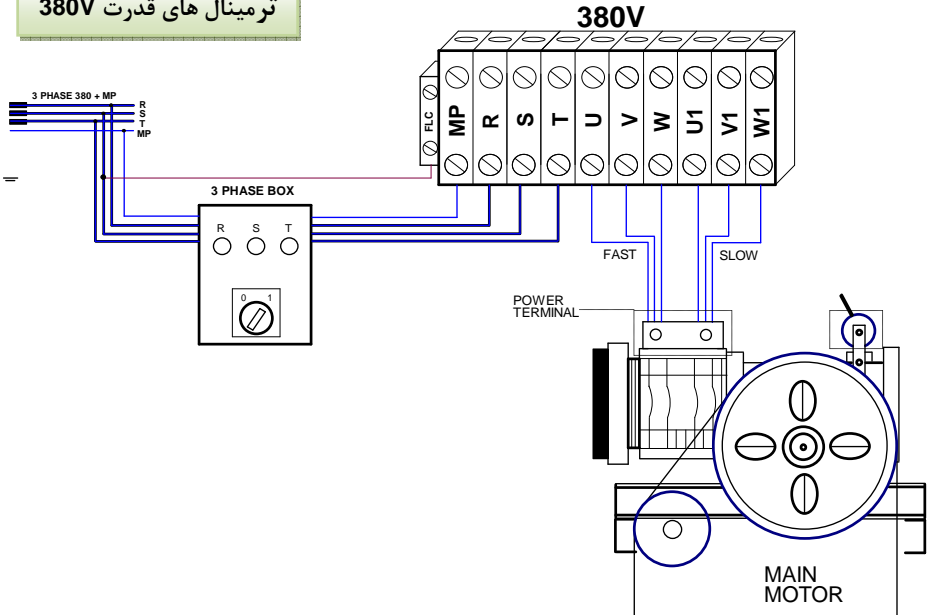 ترمینال های قدرت 380V
380V
3 PHASE 380 + MP
R
S
T
MP
FLC
MP
R
S
T
U
V
W
U1
V1
W1
3 PHASE BOX
R S T
0 1
FAST
SLOW
POWER
TERMINAL
MAIN
MOTOR